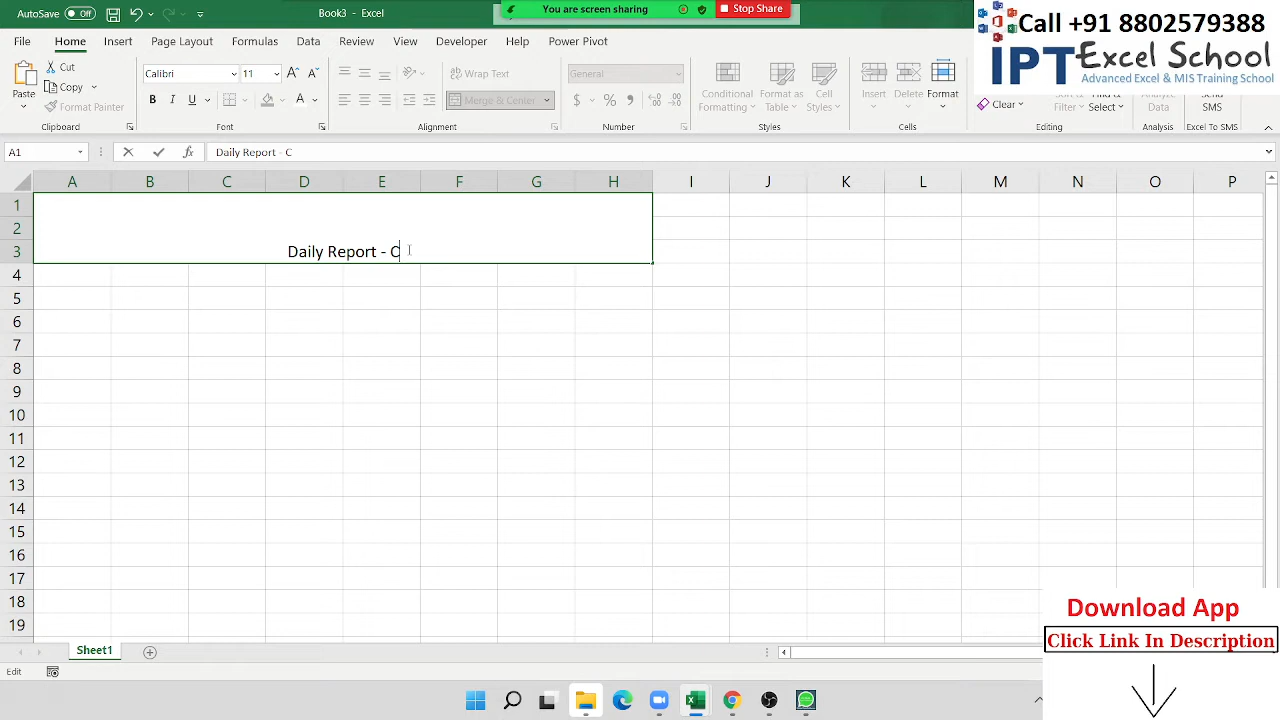 AutoSave Off
Book3 - Excel
You are screen sharing
Stop Share
Call +91 8802579388
IPT Excel School
Advanced Excel & MIS Training School
File Home Insert Page Layout Formulas Data Review View Developer Help Power Pivot
Paste
Cut
Copy
Format Painter
Clipboard
Calibri 11
B I U
Font
Wrap Text
Merge & Center
Alignment
General
$ % 9
Number
Conditional Formatting
Format as Table
Cell Styles
Styles
Insert
Delete
Format
Cells
Clear
Filter
Select
Editing
Analyze Data
Analysis
Send SMS
Excel To SMS
A1 fx Daily Report - C
A B C D E F G H I J K L M N O P
1
2
3 Daily Report - C
4
5
6
7
8
9
10
11
12
13
14
15
16
17
18
19
Sheet1
Edit
Download App
Click Link In Description